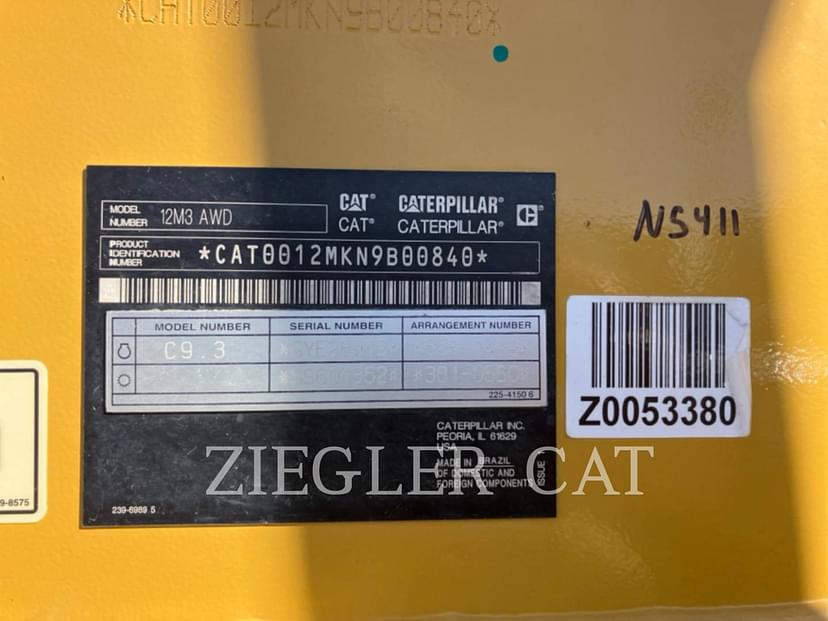 *CAT0012MKN9B00840*
MODEL NUMBER 12M3 AWD
CAT® CATERPILLAR®
CAT® CATERPILLAR®
PRODUCT IDENTIFICATION NUMBER *CAT0012MKN9B00840*
N5411
MODEL NUMBER SERIAL NUMBER ARRANGEMENT NUMBER
C9.3
225-4150 6
Z0053380
CATERPILLAR INC.
PEORIA, IL 61629
USA
MADE IN BRAZIL
OF DOMESTIC AND
FOREIGN COMPONENTS
ISSUE
ZIEGLER CAT
9-8575
239-6989 5